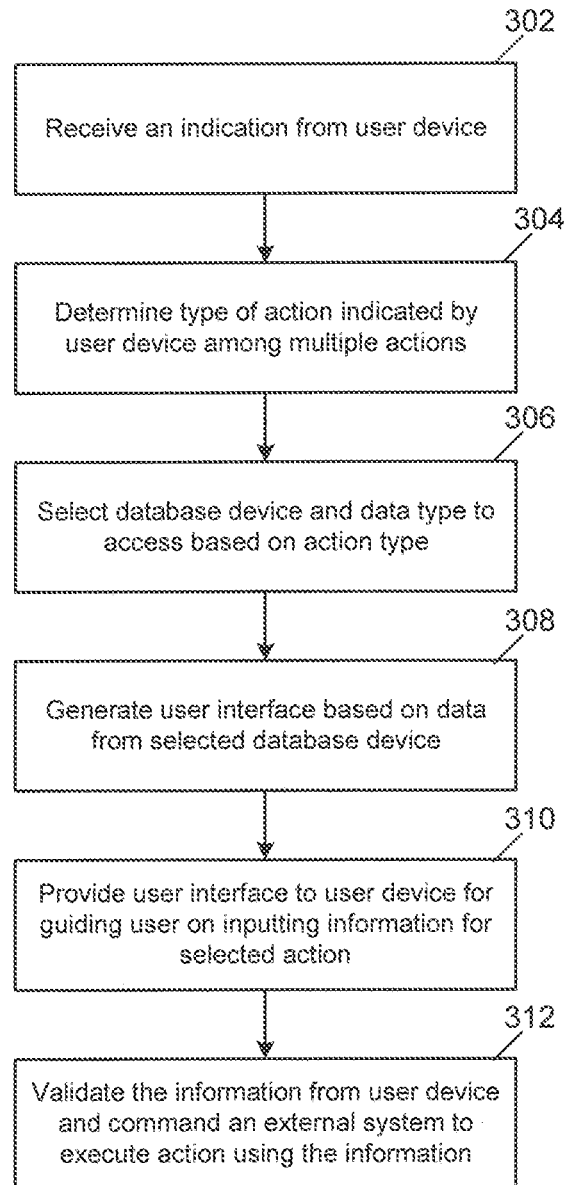 302
Receive an indication from user device
304
Determine type of action indicated by
user device among multiple actions
306
Select database device and data type to
access based on action type
308
Generate user interface based on data
from selected database device
310
Provide user interface to user device for
guiding user on inputting information for
selected action
312
Validate the information from user device
and command an external system to
execute action using the information